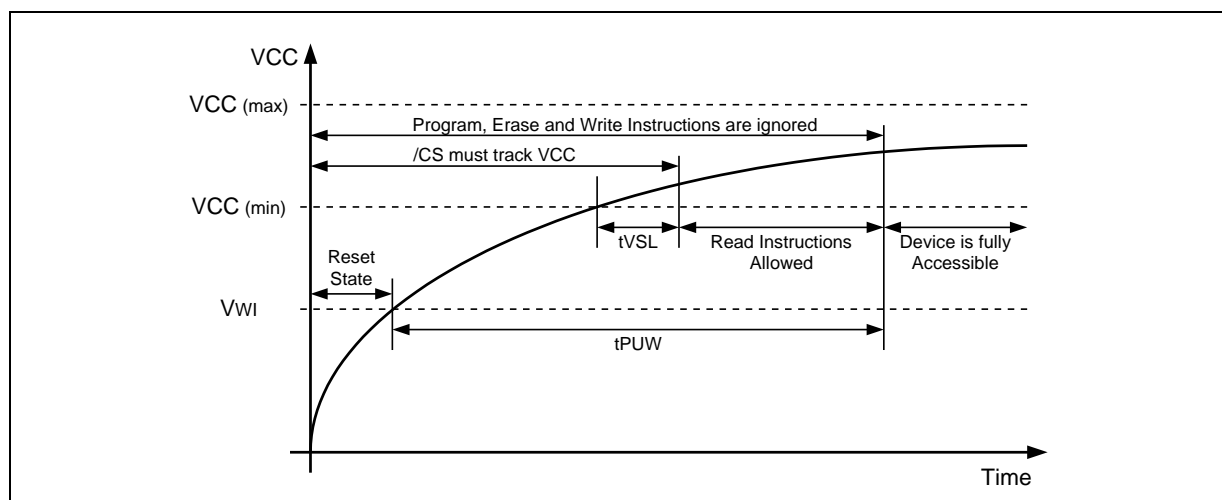 VCC
VCC (max)
Program, Erase and Write Instructions are ignored
/CS must track VCC
VCC (min)
tVSL
Read Instructions
Allowed
Device is fully
Accessible
Reset
State
VWI
tPUW
Time